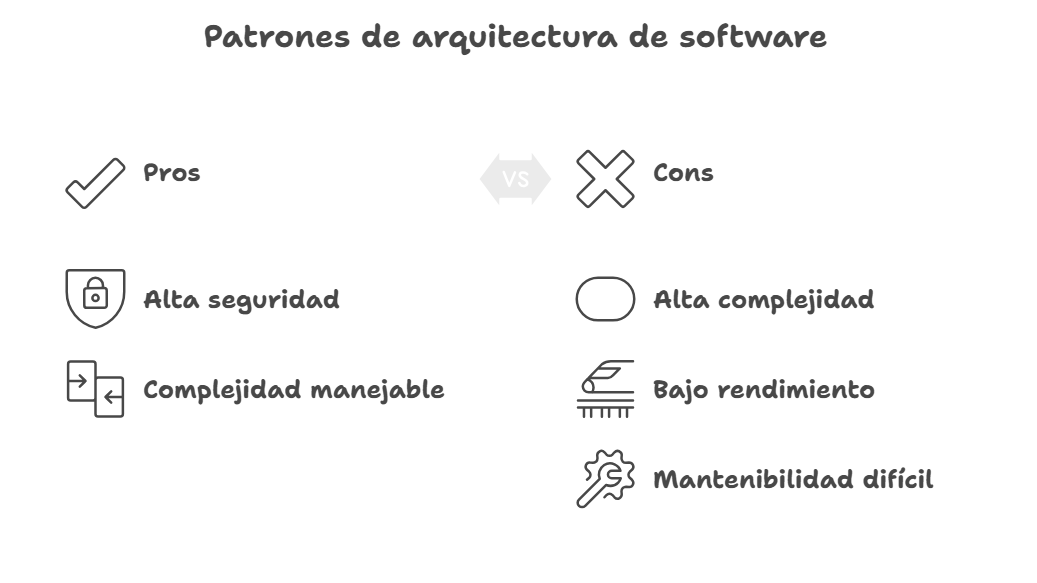 Patrones de arquitectura de software
Pros
VS
Cons
Alta seguridad
Alta complejidad
Complejidad manejable
Bajo rendimiento
Mantenibilidad difícil